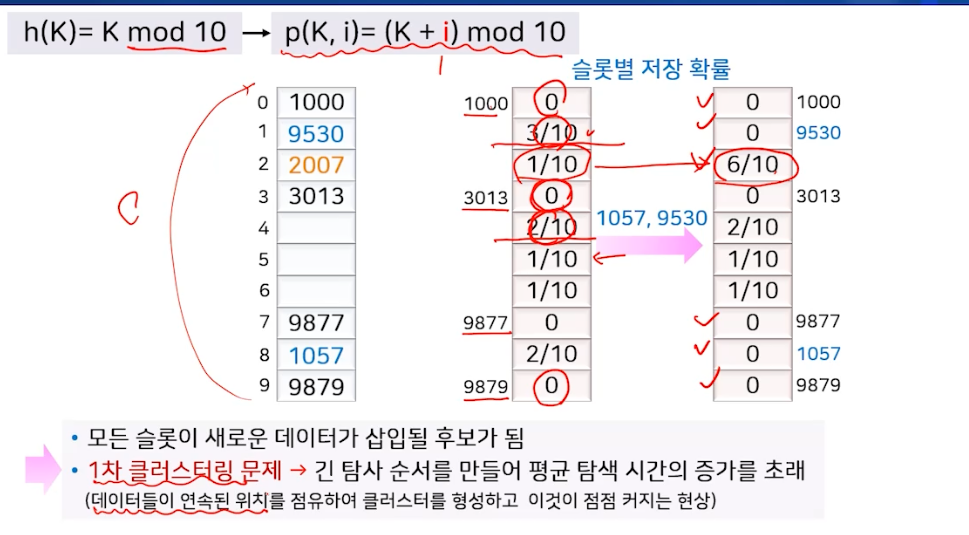 h(K)= K mod 10 → p(K, i)= (K + i) mod 10
슬롯별 저장 확률
0 1000 1000 0 0 1000
1 9530 3/10 0 9530
2 2007 1/10 6/10
3 3013 3013 0 0 3013
4 2/10 1057, 9530 2/10
5 1/10 1/10
6 1/10 1/10
7 9877 9877 0 0 9877
8 1057 2/10 0 1057
9 9879 9879 0 0 9879
• 모든 슬롯이 새로운 데이터가 삽입될 후보가 됨
• 1차 클러스터링 문제 → 긴 탐사 순서를 만들어 평균 탐색 시간의 증가를 초래
(데이터들이 연속된 위치를 점유하여 클러스터를 형성하고 이것이 점점 커지는 현상)